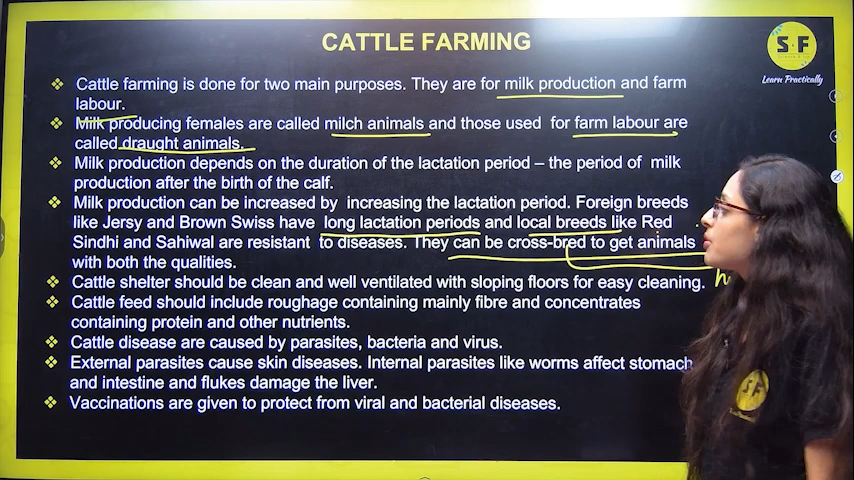 CATTLE FARMING
S F
Learn Practically
❖ Cattle farming is done for two main purposes. They are for milk production and farm
labour.
❖ Milk producing females are called milch animals and those used for farm labour are
called draught animals.
❖ Milk production depends on the duration of the lactation period – the period of milk
production after the birth of the calf.
❖ Milk production can be increased by increasing the lactation period. Foreign breeds
like Jersy and Brown Swiss have long lactation periods and local breeds like Red
Sindhi and Sahiwal are resistant to diseases. They can be cross-bred to get animals
with both the qualities.
❖ Cattle shelter should be clean and well ventilated with sloping floors for easy cleaning.
❖ Cattle feed should include roughage containing mainly fibre and concentrates
containing protein and other nutrients.
❖ Cattle disease are caused by parasites, bacteria and virus.
❖ External parasites cause skin diseases. Internal parasites like worms affect stomach
and intestine and flukes damage the liver.
❖ Vaccinations are given to protect from viral and bacterial diseases.
S F